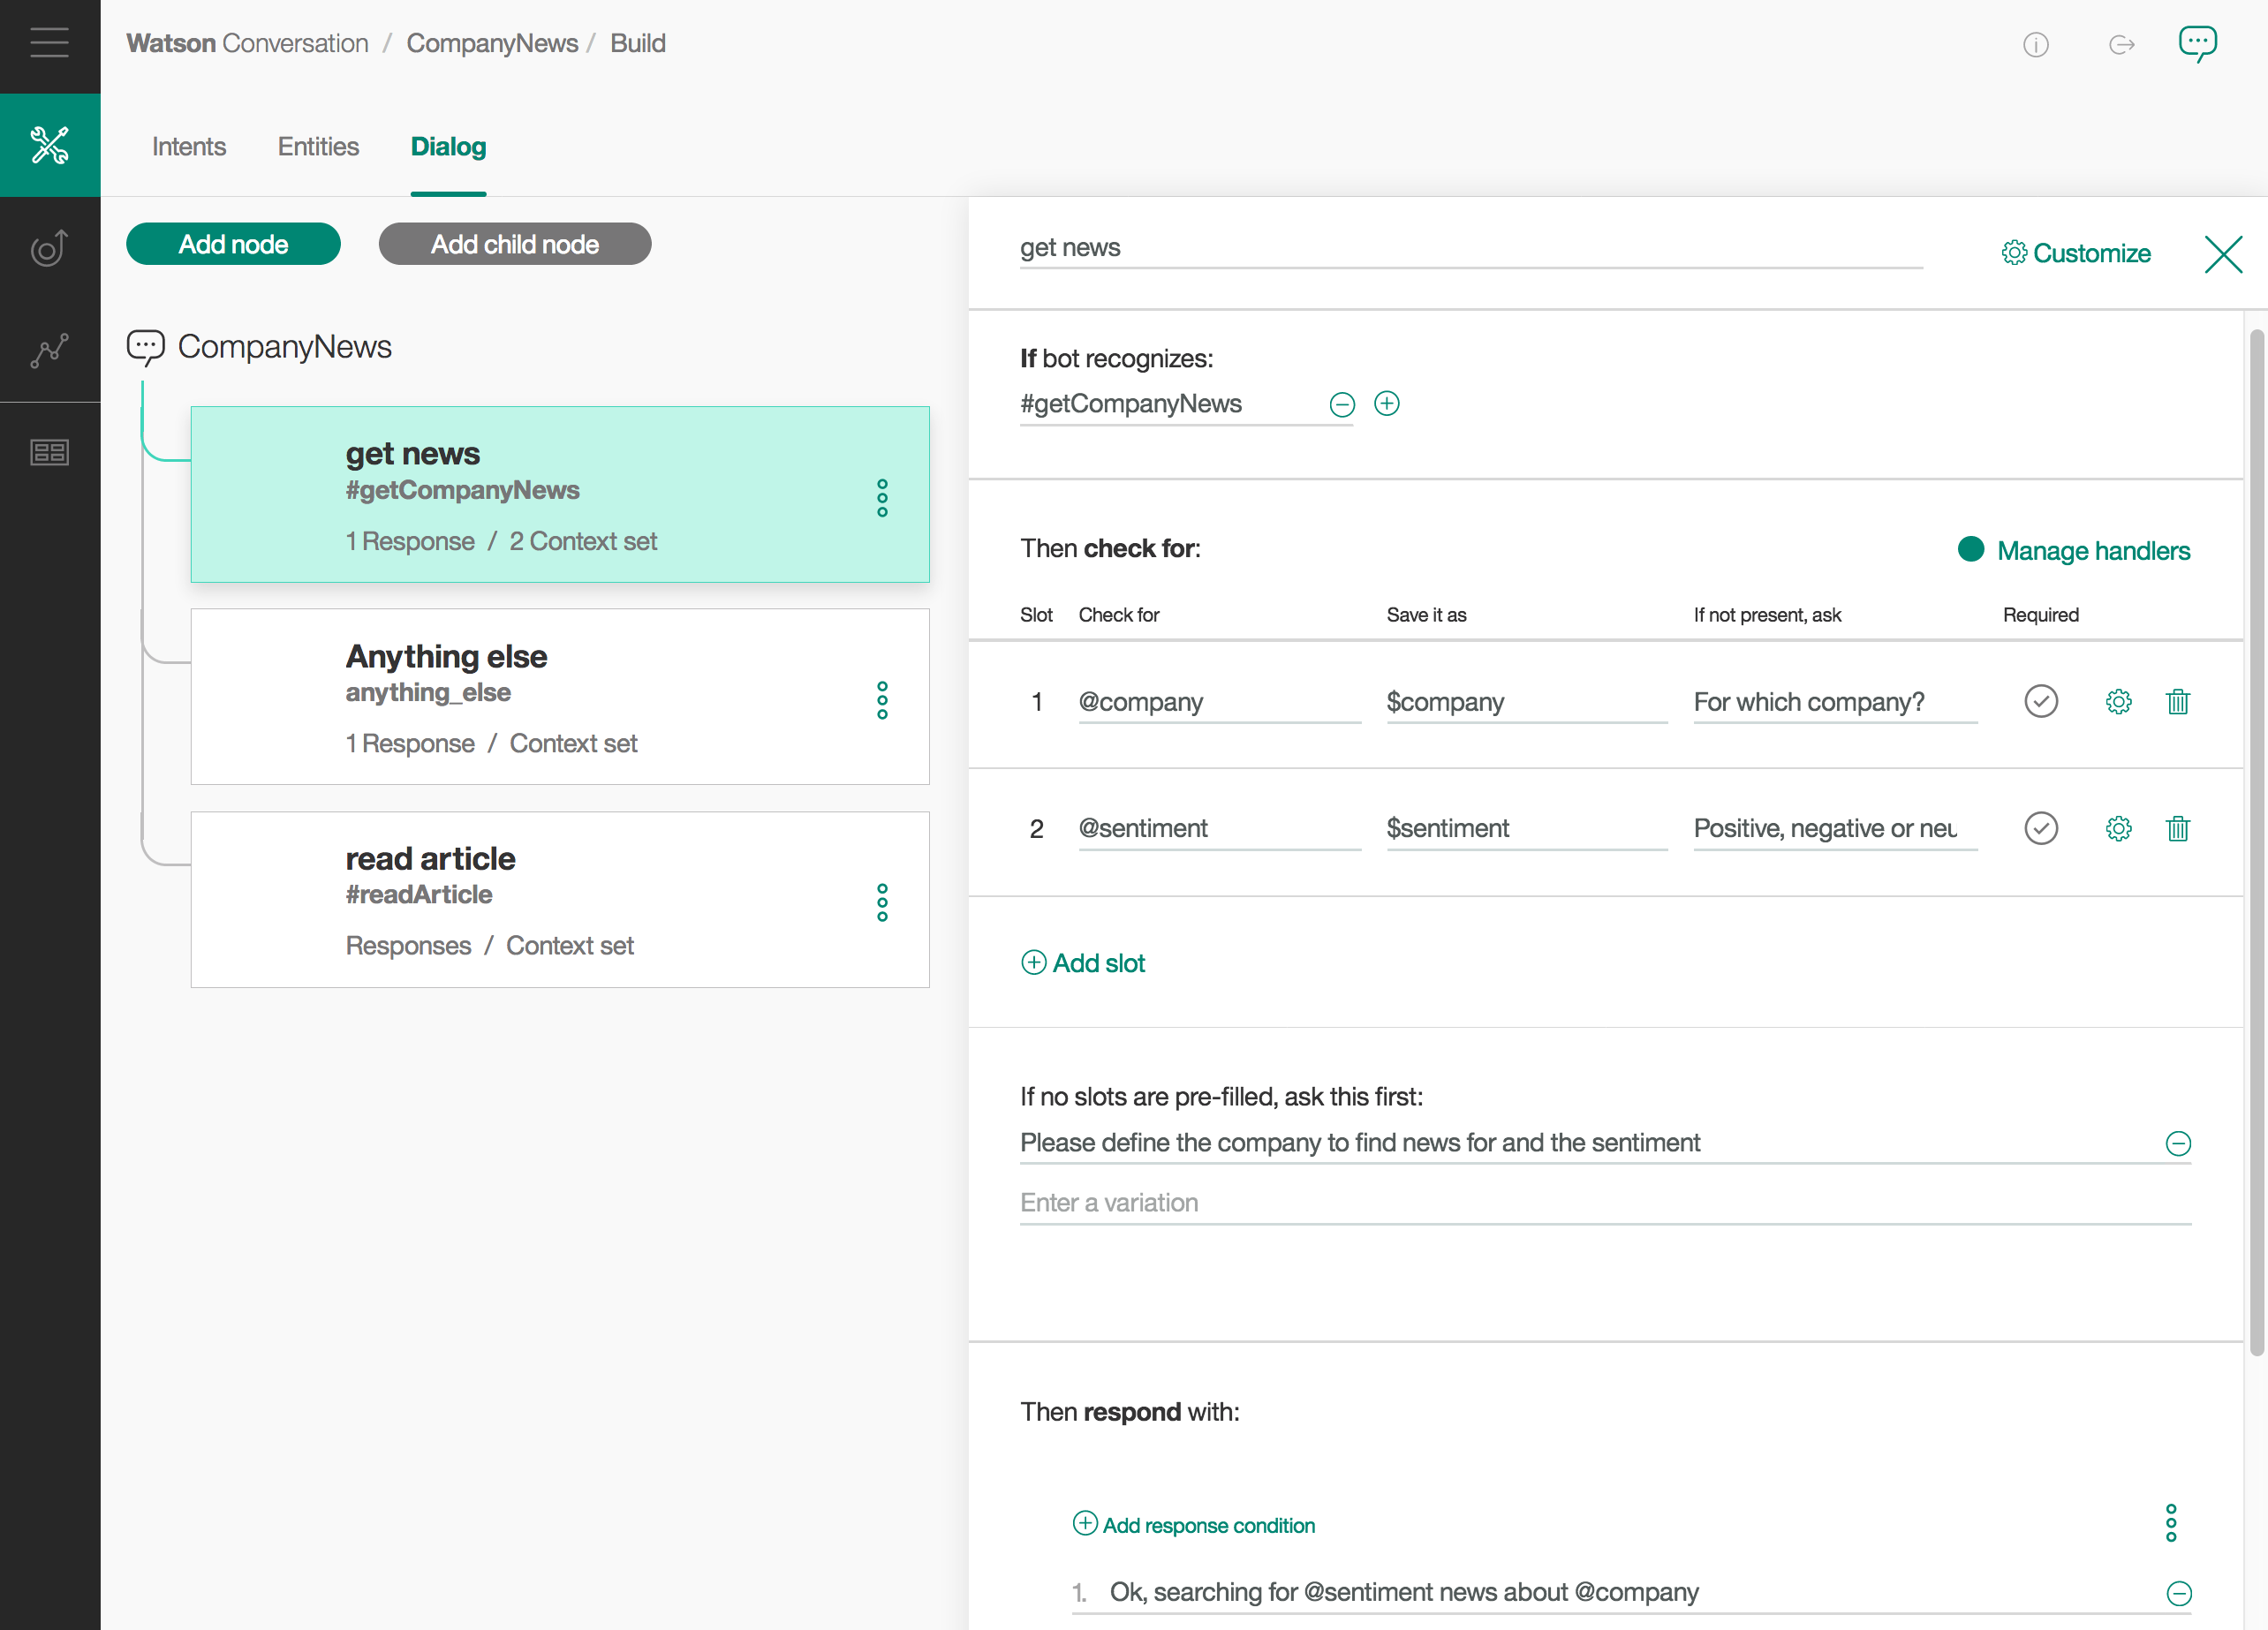 Watson Conversation / CompanyNews / Build
Intents Entities Dialog
Add node Add child node
CompanyNews
get news
#getCompanyNews
1 Response / 2 Context set
Anything else
anything_else
1 Response / Context set
read article
#readArticle
Responses / Context set
get news
Customize
If bot recognizes:
#getCompanyNews
Then check for:
Manage handlers
Slot Check for Save it as If not present, ask Required
1 @company $company For which company?
2 @sentiment $sentiment Positive, negative or neu
Add slot
If no slots are pre-filled, ask this first:
Please define the company to find news for and the sentiment
Enter a variation
Then respond with:
Add response condition
1. Ok, searching for @sentiment news about @company